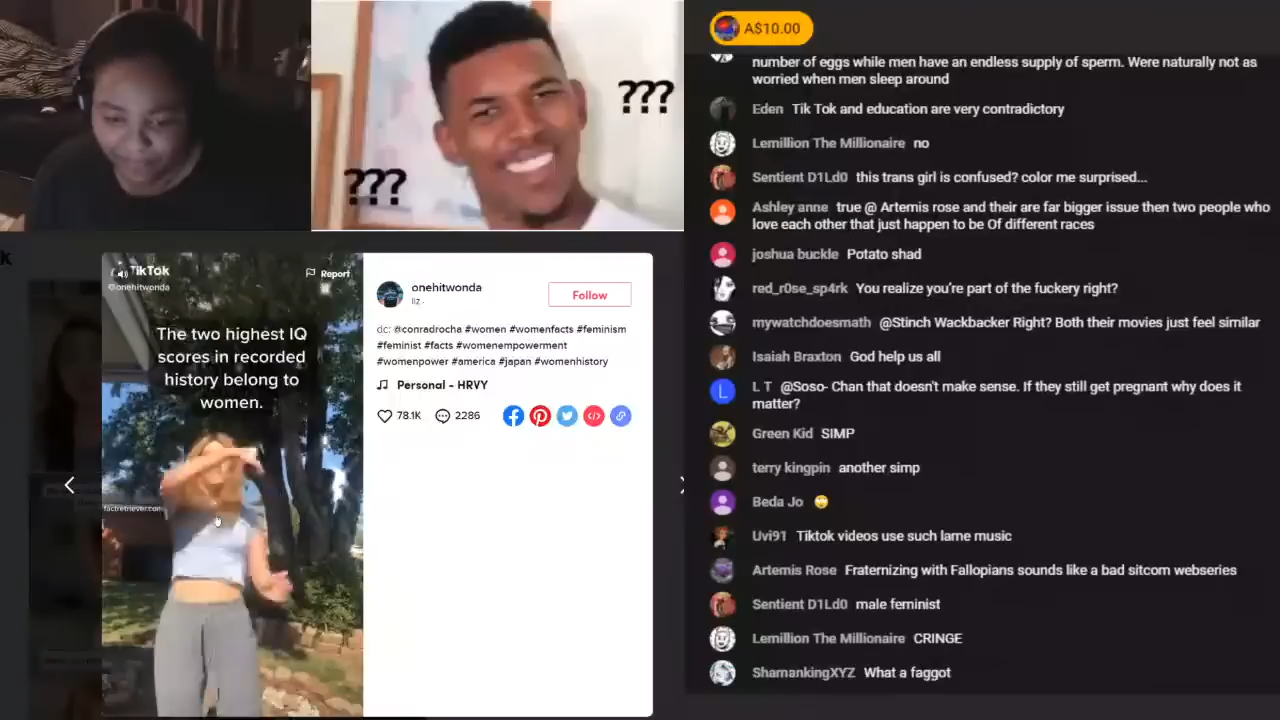 ???
???
k
TikTok
@onehitwonda
Report
The two highest IQ
scores in recorded
history belong to
women.
factretriever.com
onehitwonda
liz ·
Follow
dc: @conradrocha #women #womenfacts #feminism
#feminist #facts #womenempowerment
#womenpower #america #japan #womenhistory
Personal - HRVY
78.1K
2286
A$10.00
number of eggs while men have an endless supply of sperm. Were naturally not as
worried when men sleep around
Eden Tik Tok and education are very contradictory
Lemillion The Millionaire no
Sentient D1Ld0 this trans girl is confused? color me surprised...
Ashley anne true @ Artemis rose and their are far bigger issue then two people who
love each other that just happen to be Of different races
joshua buckle Potato shad
red_r0se_sp4rk You realize you're part of the fuckery right?
mywatchdoesmath @Stinch Wackbacker Right? Both their movies just feel similar
Isaiah Braxton God help us all
L
L T @Soso- Chan that doesn't make sense. If they still get pregnant why does it
matter?
Green Kid SIMP
terry kingpin another simp
Beda Jo 🙄
Uvi91 Tiktok videos use such lame music
Artemis Rose Fraternizing with Fallopians sounds like a bad sitcom webseries
Sentient D1Ld0 male feminist
Lemillion The Millionaire CRINGE
ShamankingXYZ What a faggot